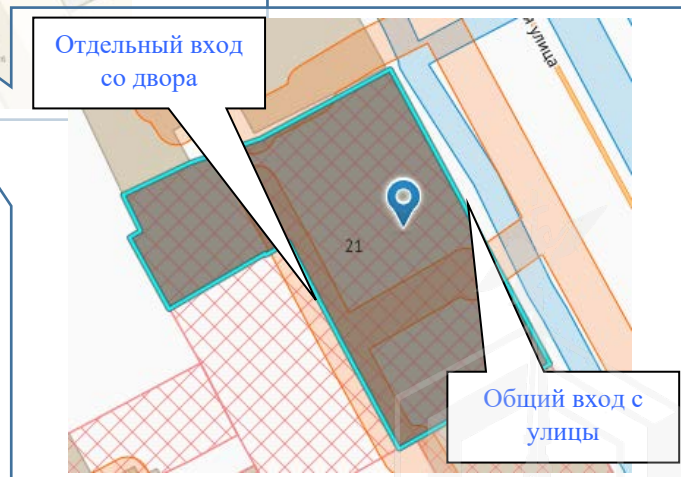 Отдельный вход
со двора
я улица
21
Общий вход с
улицы